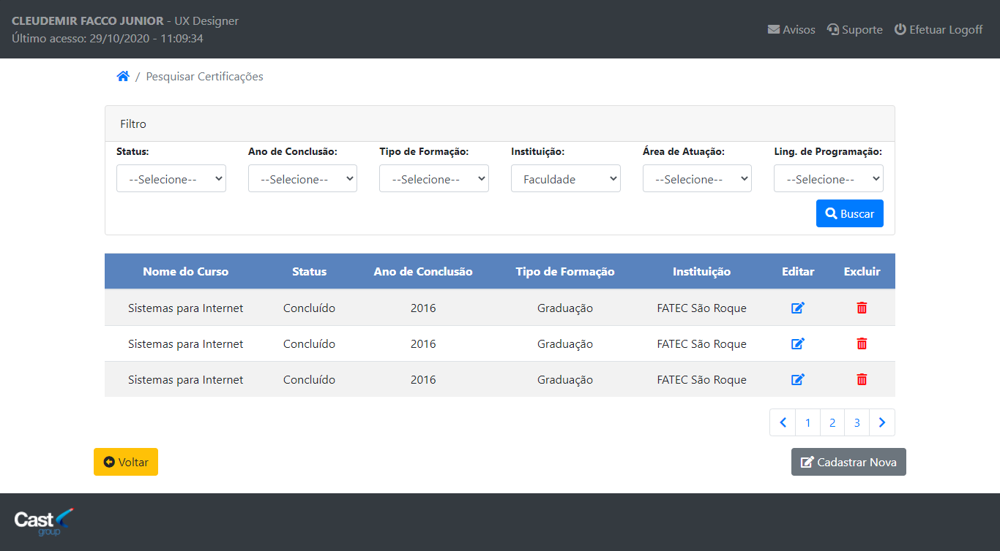 CLEUDEMIR FACCO JUNIOR - UX Designer
Último acesso: 29/10/2020 - 11:09:34
Avisos Suporte Efetuar Logoff
/ Pesquisar Certificações
Filtro
Status: Ano de Conclusão: Tipo de Formação: Instituição: Área de Atuação: Ling. de Programação:
--Selecione-- --Selecione-- --Selecione-- Faculdade --Selecione-- --Selecione--
Buscar
Nome do Curso Status Ano de Conclusão Tipo de Formação Instituição Editar Excluir
Sistemas para Internet Concluído 2016 Graduação FATEC São Roque
Sistemas para Internet Concluído 2016 Graduação FATEC São Roque
Sistemas para Internet Concluído 2016 Graduação FATEC São Roque
1 2 3
Voltar Cadastrar Nova
Cast
group